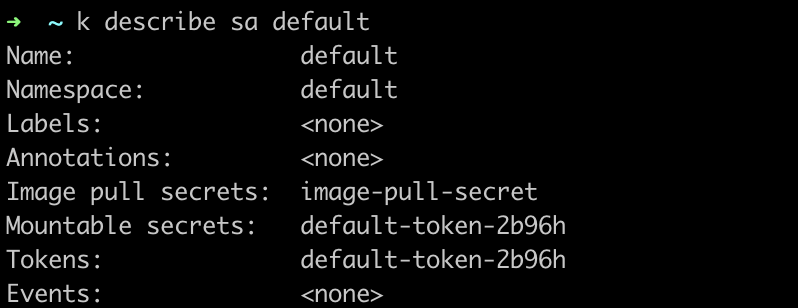 ➜ ~ k describe sa default
Name: default
Namespace: default
Labels: <none>
Annotations: <none>
Image pull secrets: image-pull-secret
Mountable secrets: default-token-2b96h
Tokens: default-token-2b96h
Events: <none>